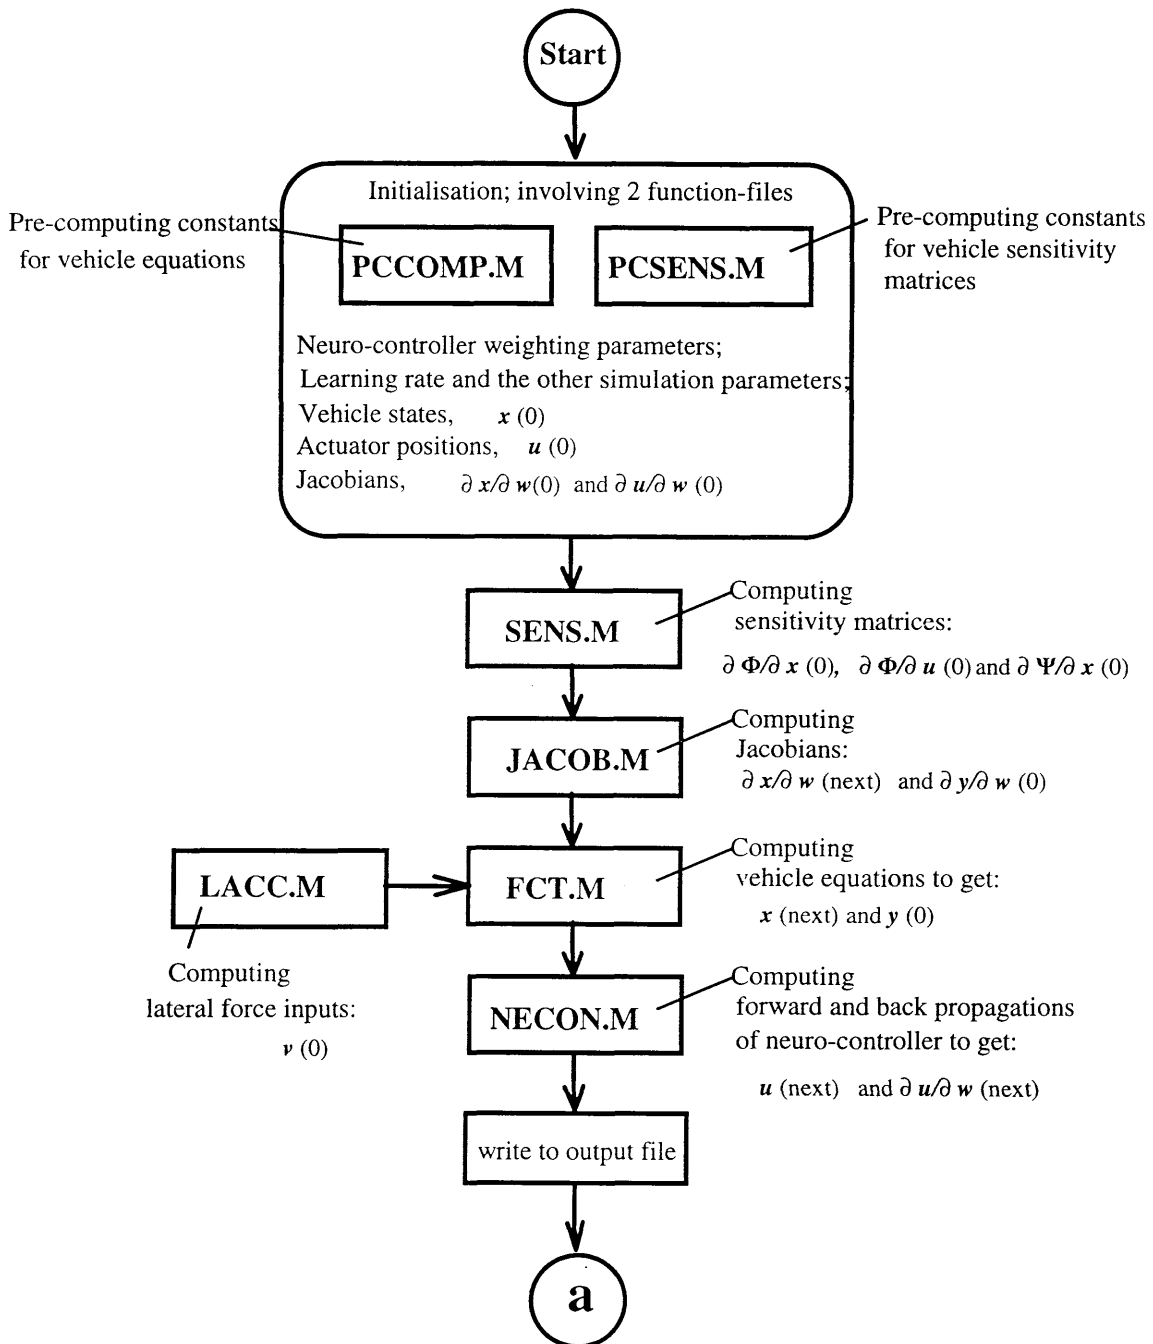 Start
Initialisation; involving 2 function-files
Pre-computing constants
for vehicle equations
PCCOMP.M
PCSENS.M
Pre-computing constants
for vehicle sensitivity
matrices
Neuro-controller weighting parameters;
Learning rate and the other simulation parameters;
Vehicle states, x (0)
Actuator positions, u (0)
Jacobians, ∂ x/∂ w(0) and ∂ u/∂ w (0)
SENS.M
Computing
sensitivity matrices:
∂ Φ/∂ x (0), ∂ Φ/∂ u (0) and ∂ Ψ/∂ x (0)
JACOB.M
Computing
Jacobians:
∂ x/∂ w (next) and ∂ y/∂ w (0)
LACC.M
Computing
lateral force inputs:
v (0)
FCT.M
Computing
vehicle equations to get:
x (next) and y (0)
NECON.M
Computing
forward and back propagations
of neuro-controller to get:
u (next) and ∂ u/∂ w (next)
write to output file
a